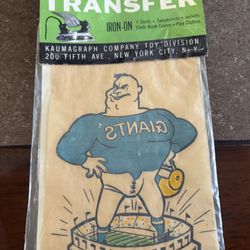 TRANSFER
IRON-ON
T Shirts • Sweatshirts • Jackets
Cloth Book Covers • Play Clothes
KAUMAGRAPH COMPANY TOY DIVISION
200 FIFTH AVE., NEW YORK CITY, N.Y.
GIANTS